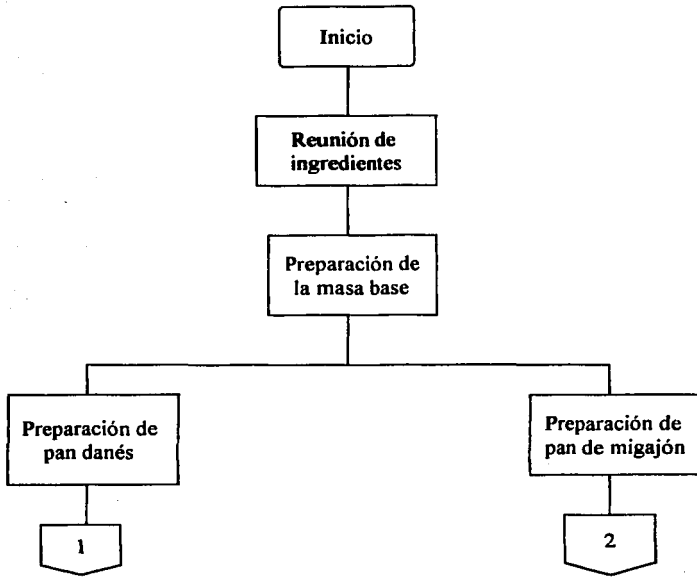 Inicio
Reunión de
ingredientes
Preparación de
la masa base
Preparación de
pan danés
Preparación de
pan de migajón
1
2